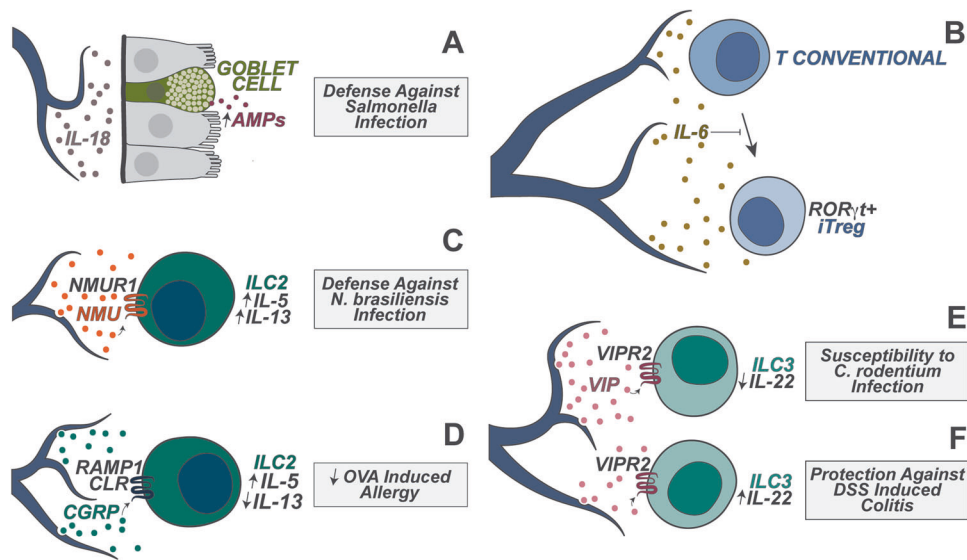 A
GOBLET
CELL
AMPs
IL-18
Defense Against
Salmonella
Infection
B
T CONVENTIONAL
IL-6
RORγt+
iTreg
C
NMUR1
NMU
ILC2
↑IL-5
↑IL-13
Defense Against
N. brasiliensis
Infection
D
RAMP1
CLR
CGRP
ILC2
↑IL-5
↓IL-13
↓ OVA Induced
Allergy
E
VIPR2
VIP
ILC3
↓IL-22
Susceptibility to
C. rodentium
Infection
F
VIPR2
ILC3
↑IL-22
Protection Against
DSS Induced
Colitis